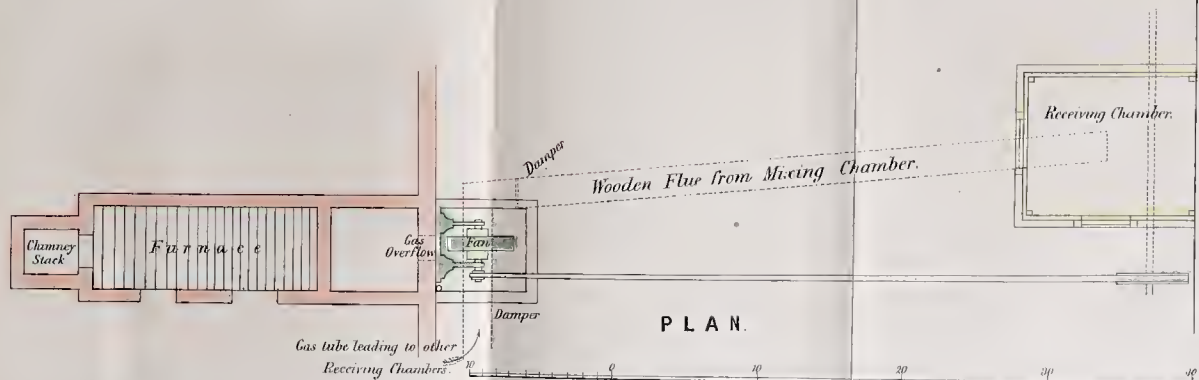 Receiving Chamber.
Damper
Wooden Flue from Mixing Chamber.
Chimney
Stack
Furnace
Gas
Overflow
Fan
Damper
PLAN.
Gas tube leading to other
Receiving Chambers.
10 0 10 20 30 40